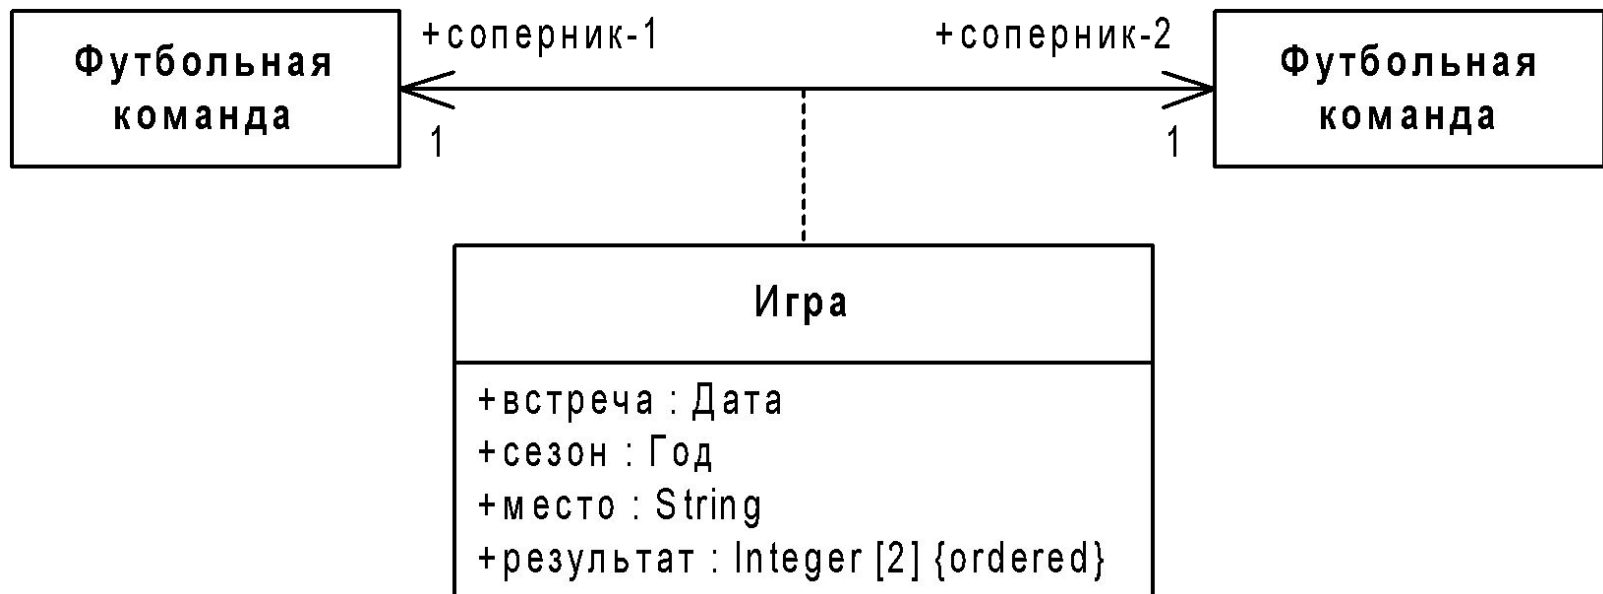 Футбольная
команда
+соперник-1
+соперник-2
1
1
Футбольная
команда
Игра
+встреча : Дата
+сезон : Год
+место : String
+результат : Integer [2] {ordered}